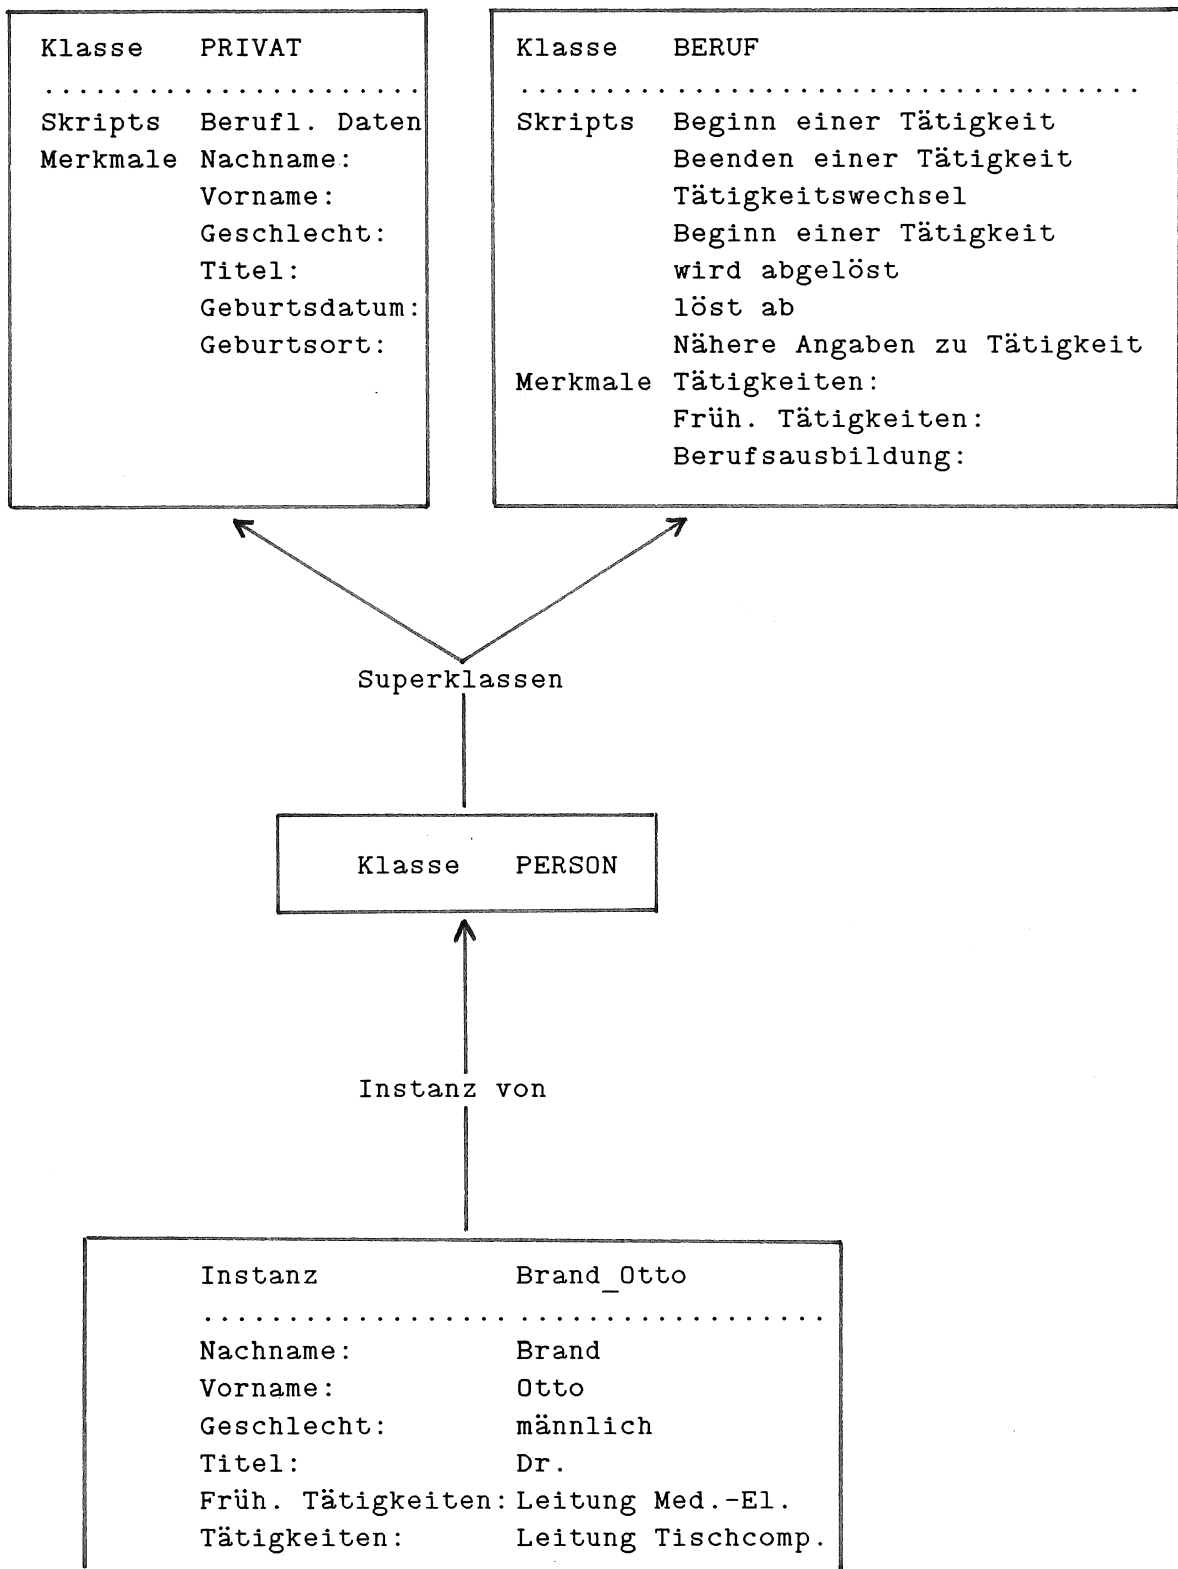 Klasse PRIVAT
Skripts Berufl. Daten
Merkmale Nachname:
Vorname:
Geschlecht:
Titel:
Geburtsdatum:
Geburtsort:
Klasse BERUF
Skripts Beginn einer Tätigkeit
Beenden einer Tätigkeit
Tätigkeitswechsel
Beginn einer Tätigkeit
wird abgelöst
löst ab
Nähere Angaben zu Tätigkeit
Merkmale Tätigkeiten:
Früh. Tätigkeiten:
Berufsausbildung:
Superklassen
Klasse PERSON
Instanz von
Instanz Brand_Otto
Nachname: Brand
Vorname: Otto
Geschlecht: männlich
Titel: Dr.
Früh. Tätigkeiten: Leitung Med.-El.
Tätigkeiten: Leitung Tischcomp.